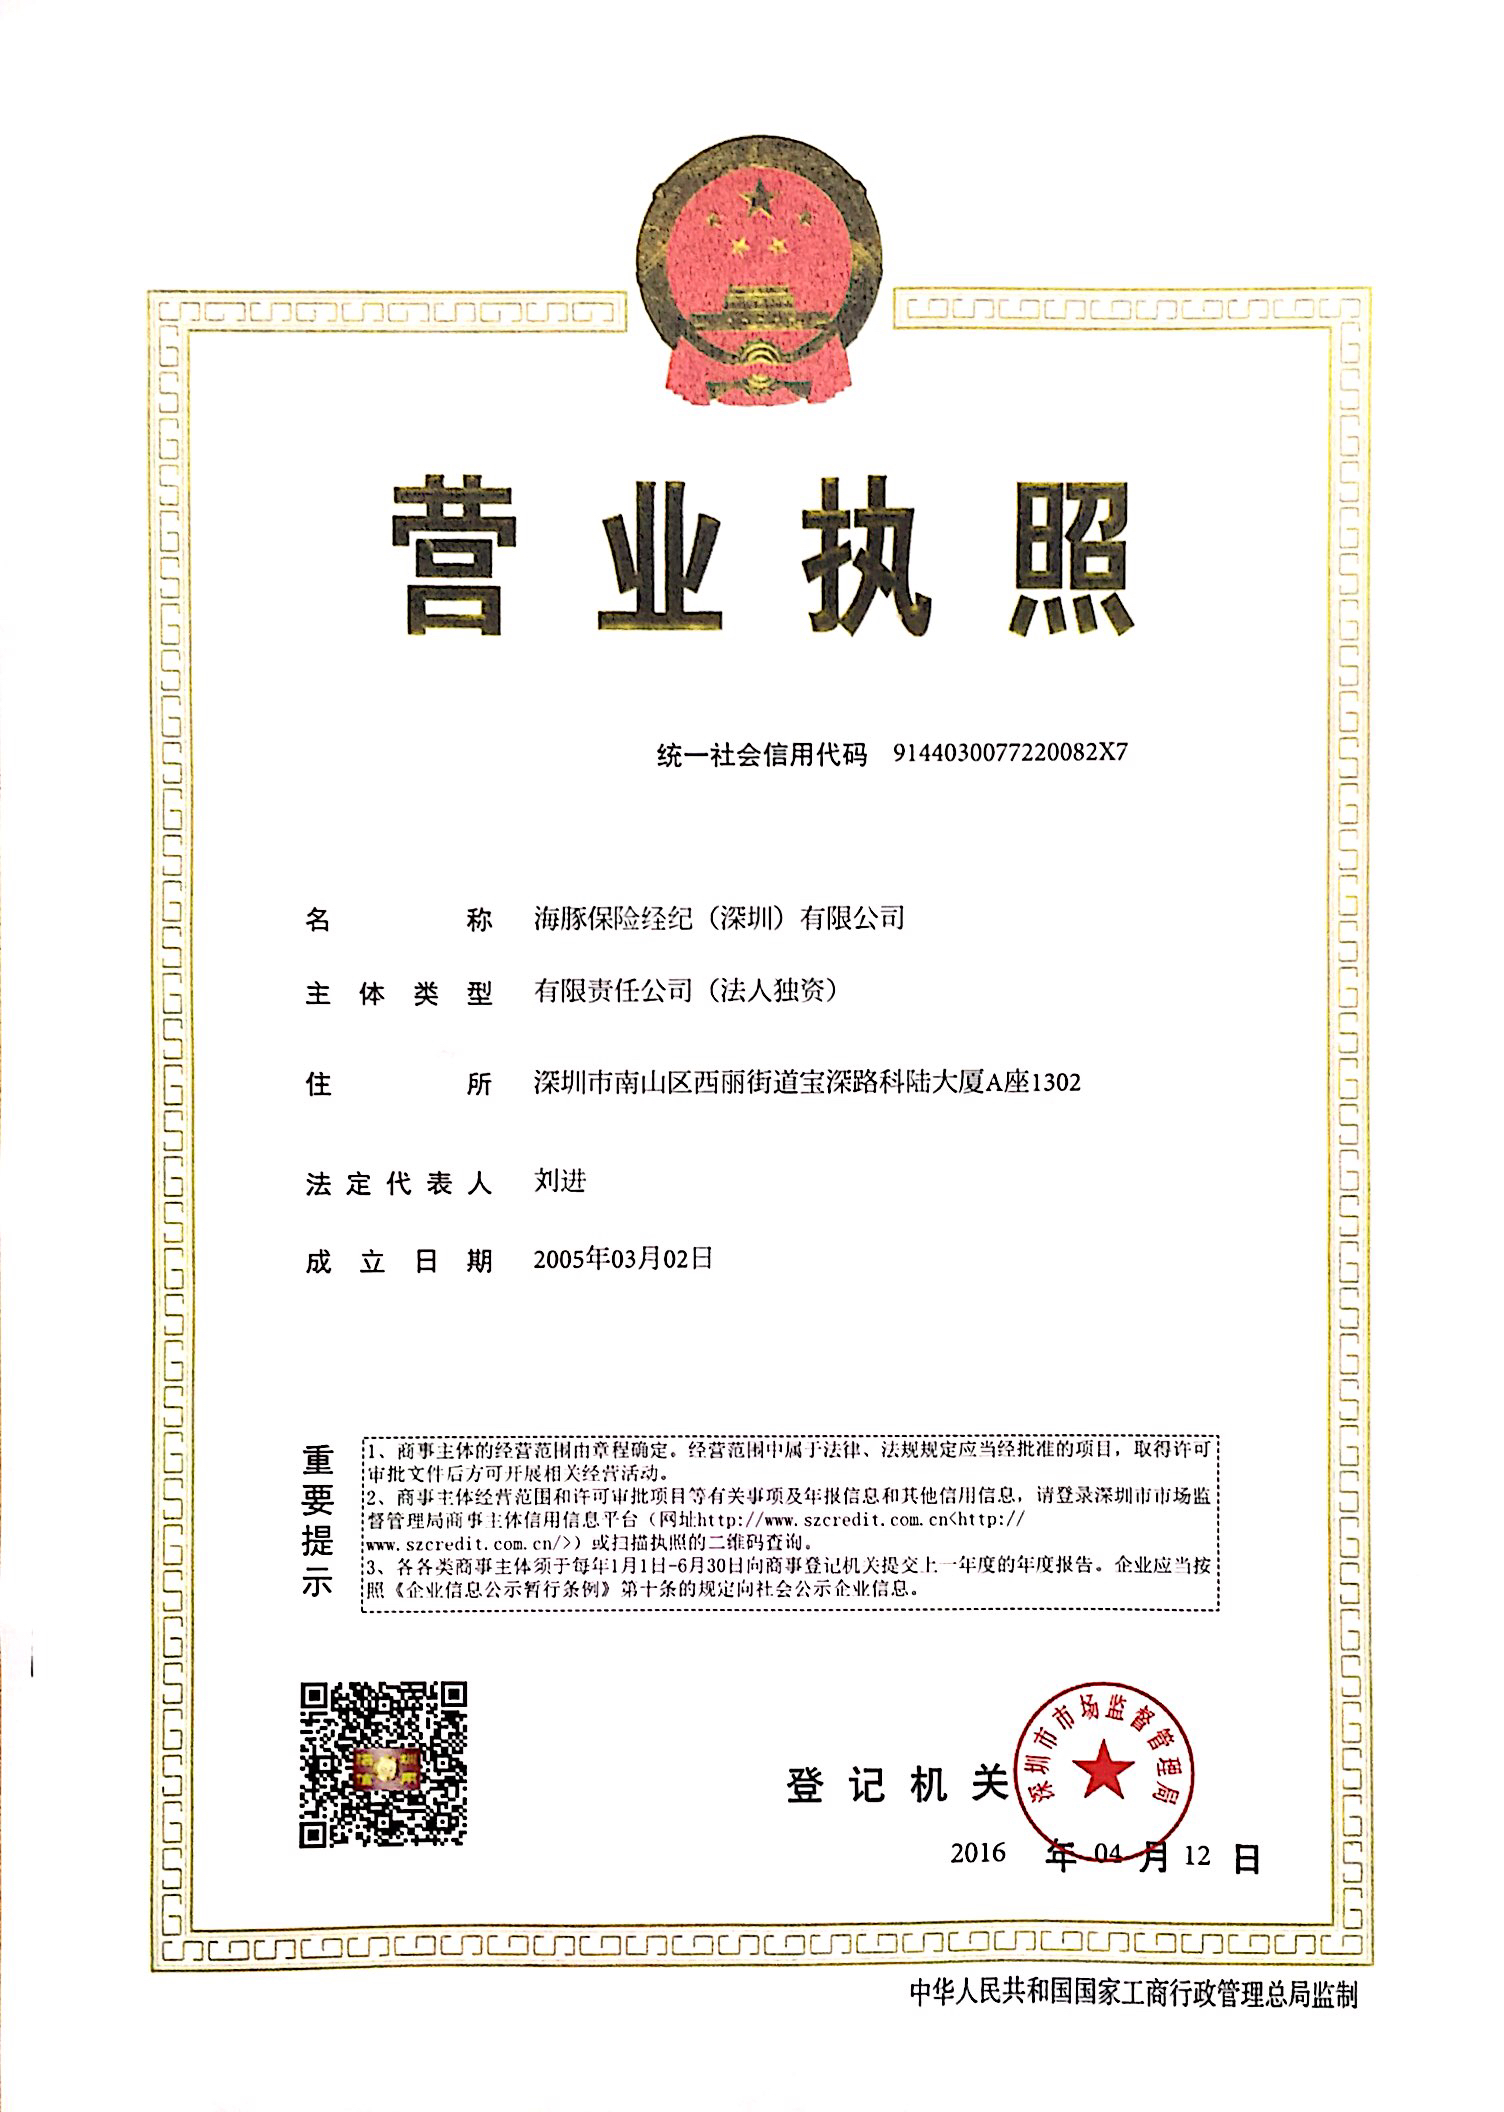 营业执照
统一社会信用代码 9144030077220082X7
名称 海豚保险经纪（深圳）有限公司
主体类型 有限责任公司（法人独资）
住所 深圳市南山区西丽街道宝深路科陆大厦A座1302
法定代表人 刘进
成立日期 2005年03月02日
重要提示
1、商事主体的经营范围由章程确定。经营范围中属于法律、法规规定应当经批准的项目，取得许可
审批文件后方可开展相关经营活动。
2、商事主体经营范围和许可审批项目等有关事项及年报信息和其他信用信息，请登录深圳市市场监
督管理局商事主体信用信息平台（网址http://www.szcredit.com.cn<http://
www.szcredit.com.cn/>）或扫描执照的二维码查询。
3、各各类商事主体须于每年1月1日-6月30日向商事登记机关提交上一年度的年度报告。企业应当按
照《企业信息公示暂行条例》第十条的规定向社会公示企业信息。
深圳
信用
登记机关
深圳市市场监督管理局
2016 年 04 月 12 日
中华人民共和国国家工商行政管理总局监制